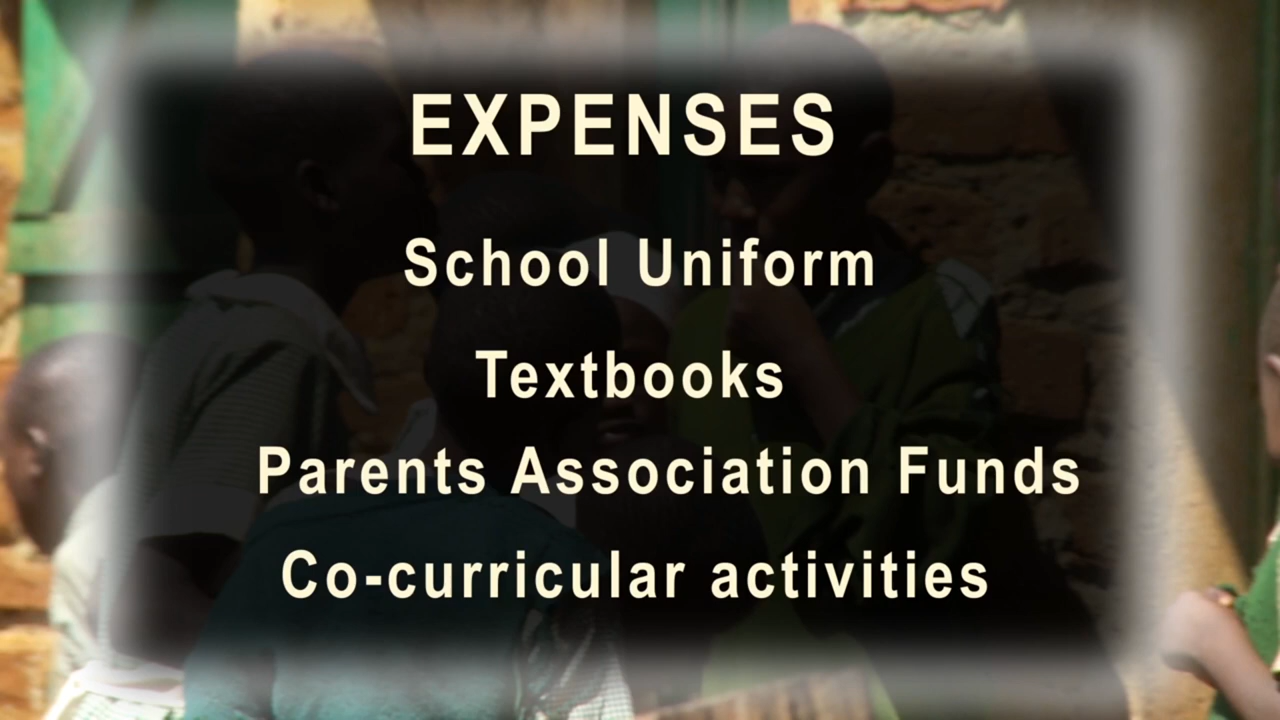 EXPENSES
School Uniform
Textbooks
Parents Association Funds
Co-curricular activities